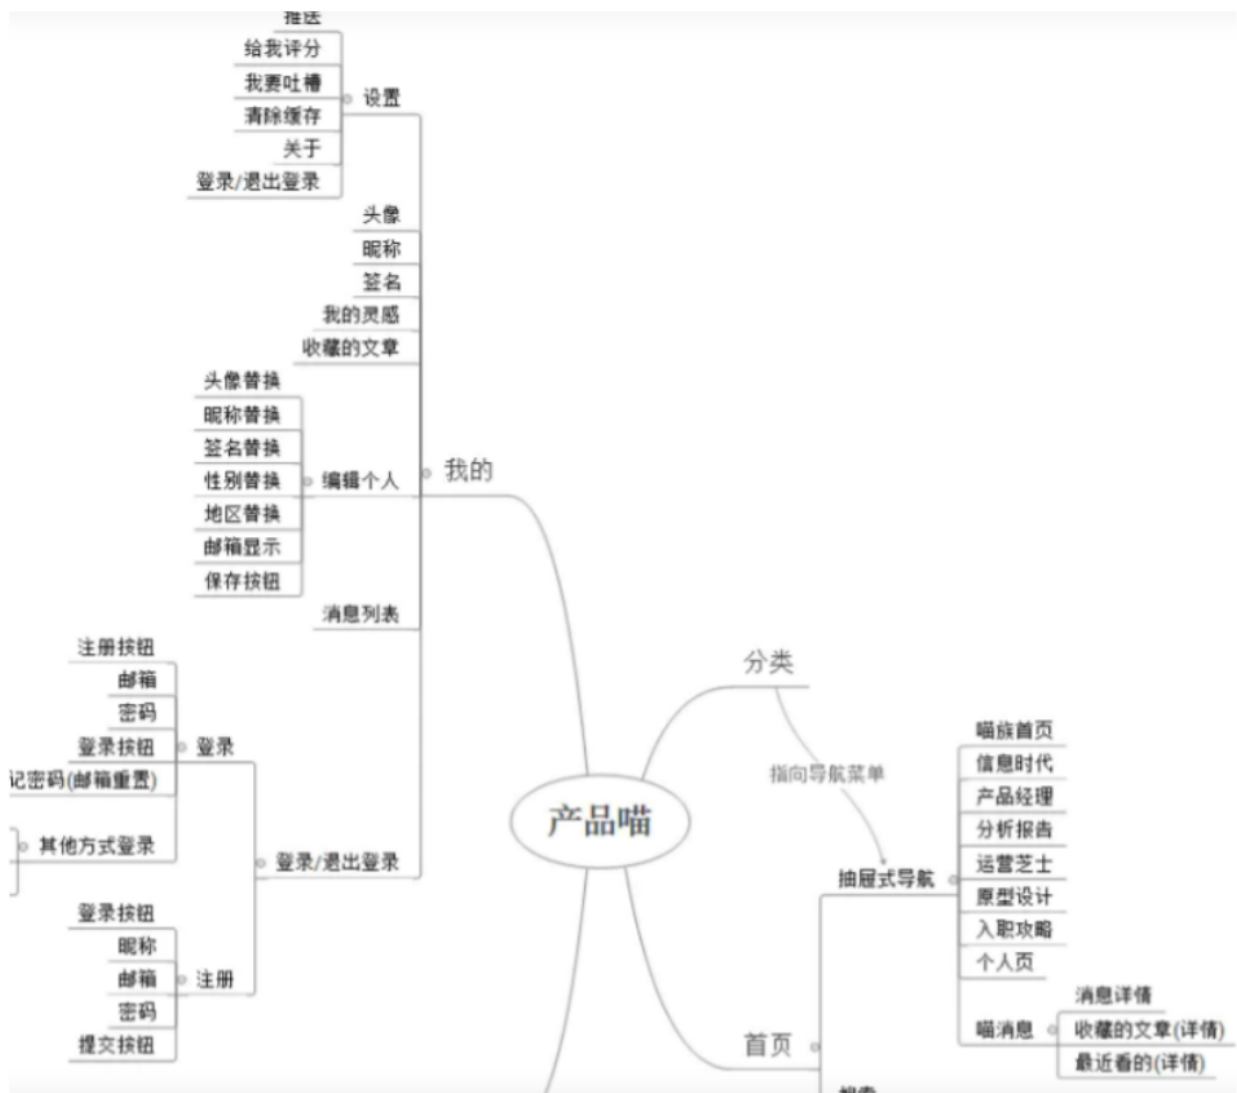 推送
给我评分
我要吐槽
设置
清除缓存
关于
登录/退出登录
头像
昵称
签名
我的灵感
收藏的文章
头像替换
昵称替换
签名替换
我的
性别替换
编辑个人
地区替换
邮箱显示
保存按钮
消息列表
注册按钮
邮箱
密码
登录按钮
登录
记密码(邮箱重置)
其他方式登录
登录/退出登录
登录按钮
昵称
邮箱
注册
密码
提交按钮
产品喵
分类
指向导航菜单
喵族首页
信息时代
产品经理
分析报告
运营芝士
抽屉式导航
原型设计
入职攻略
个人页
消息详情
喵消息
收藏的文章(详情)
最近看的(详情)
首页
搜索